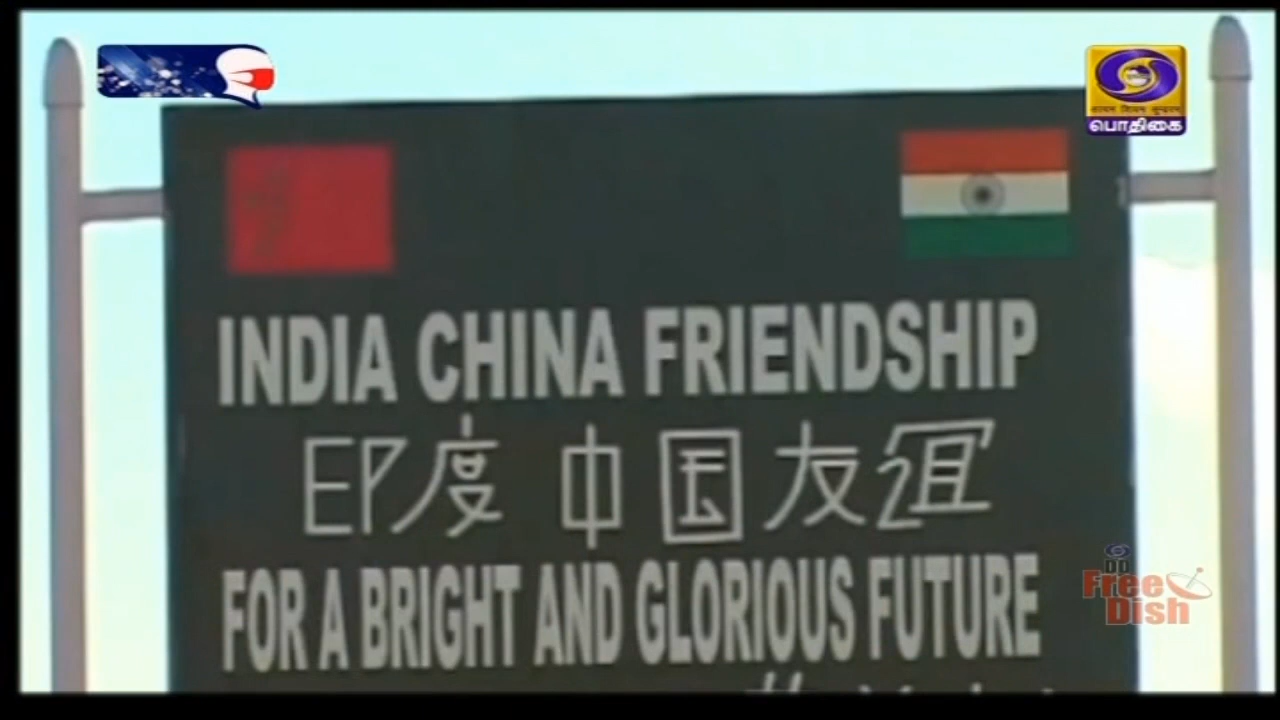 பொதிகை
INDIA CHINA FRIENDSHIP
印度 中国友谊
FOR A BRIGHT AND GLORIOUS FUTURE
DD
Free
Dish